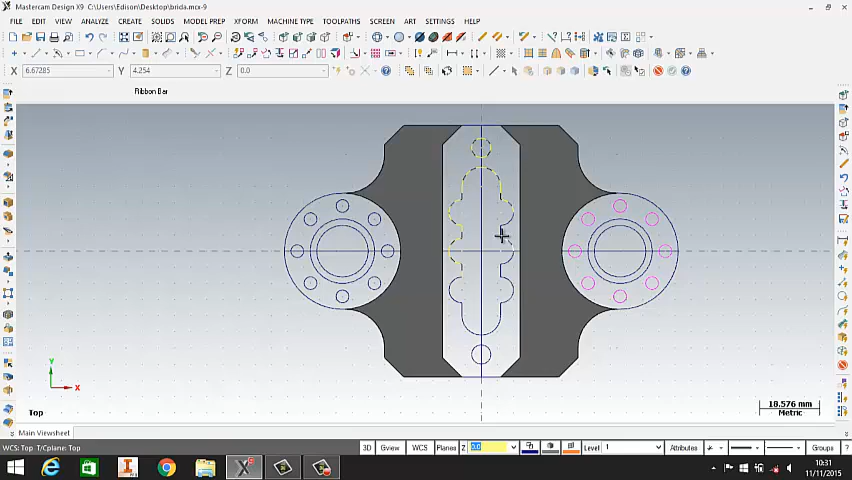 Mastercam Design X9 C:\Users\Edison\Desktop\brida.mcx-9
FILE EDIT VIEW ANALYZE CREATE SOLIDS MODEL PREP XFORM MACHINE TYPE TOOLPATHS SCREEN ART SETTINGS HELP
X 6.67285 Y 4.254 Z 0.0
Ribbon Bar
Y
X
Top
18.576 mm
Metric
Main Viewsheet
WCS: Top T/Cplane: Top 3D Gview WCS Planes Z 0.0 Level 1 Attributes Groups
10:31
11/11/2015